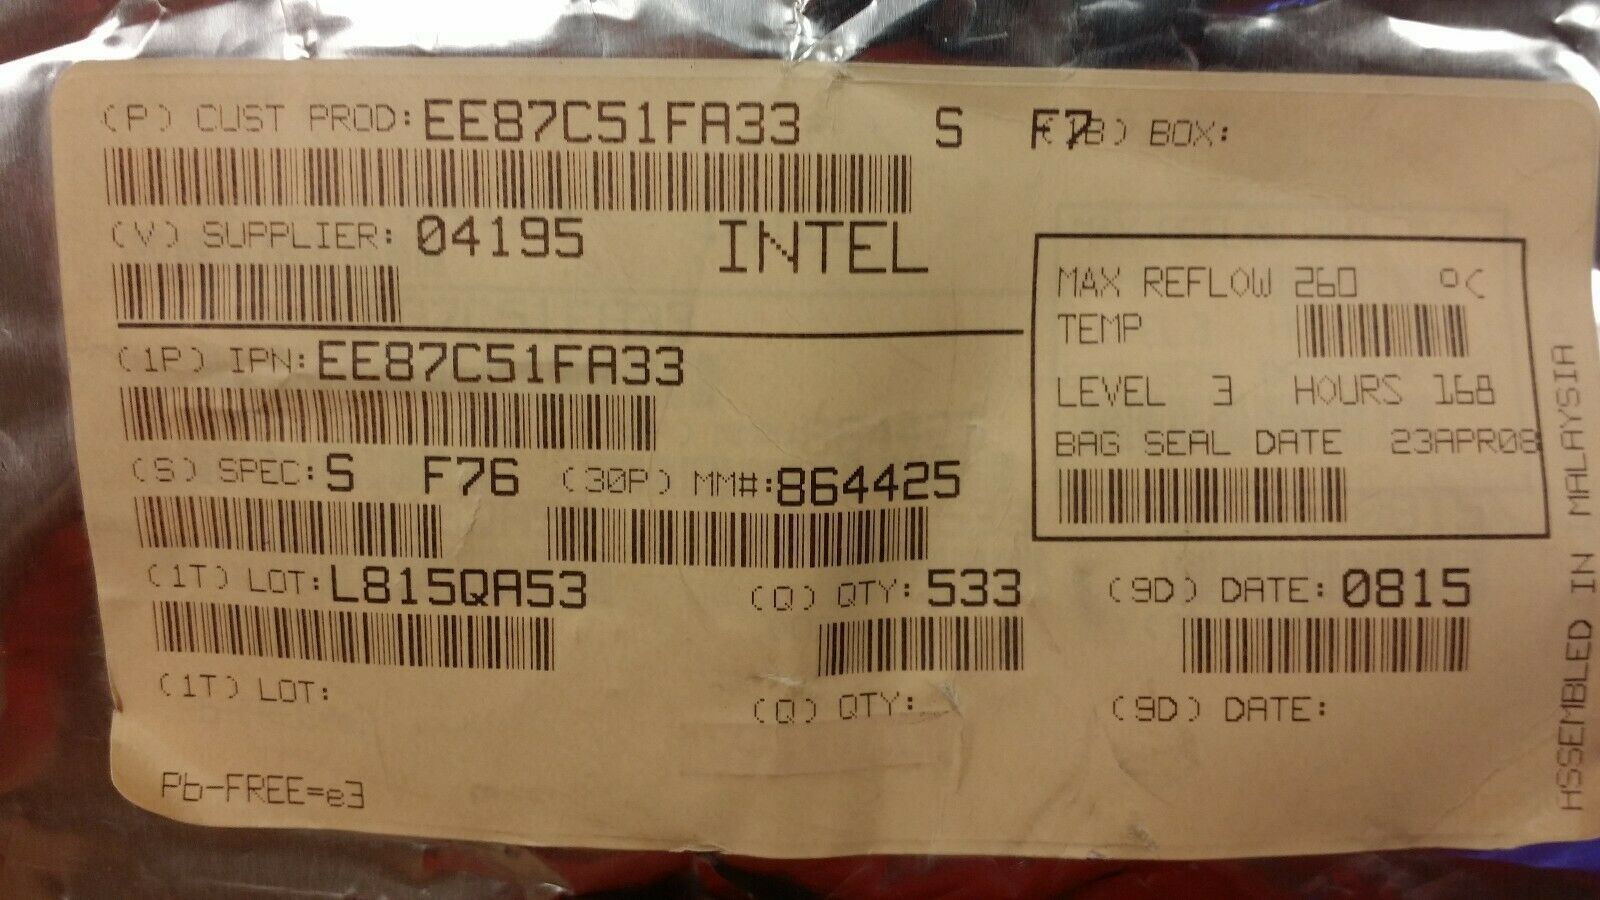 (P) CUST PROD: EE87C51FA33 S F7 (1B) BOX:
(V) SUPPLIER: 04195 INTEL
MAX REFLOW 260 °C
TEMP
(1P) IPN: EE87C51FA33
LEVEL 3 HOURS 168
BAG SEAL DATE 23APR08
(S) SPEC: S F76 (30P) MM#: 864425
(1T) LOT: L815QA53 (Q) QTY: 533 (9D) DATE: 0815
(1T) LOT: (Q) QTY: (9D) DATE:
Pb-FREE=e3
ASSEMBLED IN MALAYSIA